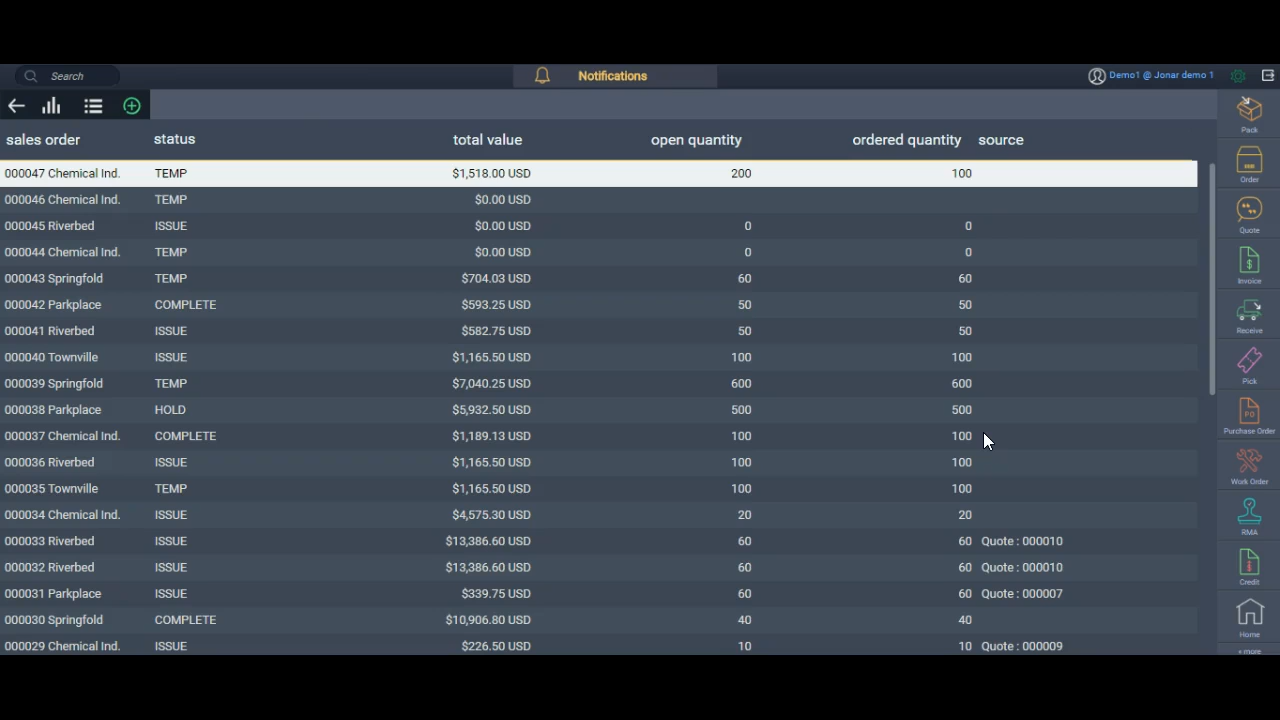 Search
Notifications
Demo1 @ Jonar demo 1
sales order status total value open quantity ordered quantity source
000047 Chemical Ind. TEMP $1,518.00 USD 200 100
000046 Chemical Ind. TEMP $0.00 USD
000045 Riverbed ISSUE $0.00 USD 0 0
000044 Chemical Ind. TEMP $0.00 USD 0 0
000043 Springfold TEMP $704.03 USD 60 60
000042 Parkplace COMPLETE $593.25 USD 50 50
000041 Riverbed ISSUE $582.75 USD 50 50
000040 Townville ISSUE $1,165.50 USD 100 100
000039 Springfold TEMP $7,040.25 USD 600 600
000038 Parkplace HOLD $5,932.50 USD 500 500
000037 Chemical Ind. COMPLETE $1,189.13 USD 100 100
000036 Riverbed ISSUE $1,165.50 USD 100 100
000035 Townville TEMP $1,165.50 USD 100 100
000034 Chemical Ind. ISSUE $4,575.30 USD 20 20
000033 Riverbed ISSUE $13,386.60 USD 60 60 Quote : 000010
000032 Riverbed ISSUE $13,386.60 USD 60 60 Quote : 000010
000031 Parkplace ISSUE $339.75 USD 60 60 Quote : 000007
000030 Springfold COMPLETE $10,906.80 USD 40 40
000029 Chemical Ind. ISSUE $226.50 USD 10 10 Quote : 000009
Pack
Order
Quote
$
Invoice
Receive
Pick
PO
Purchase Order
Work Order
RMA
$
Credit
Home
« more